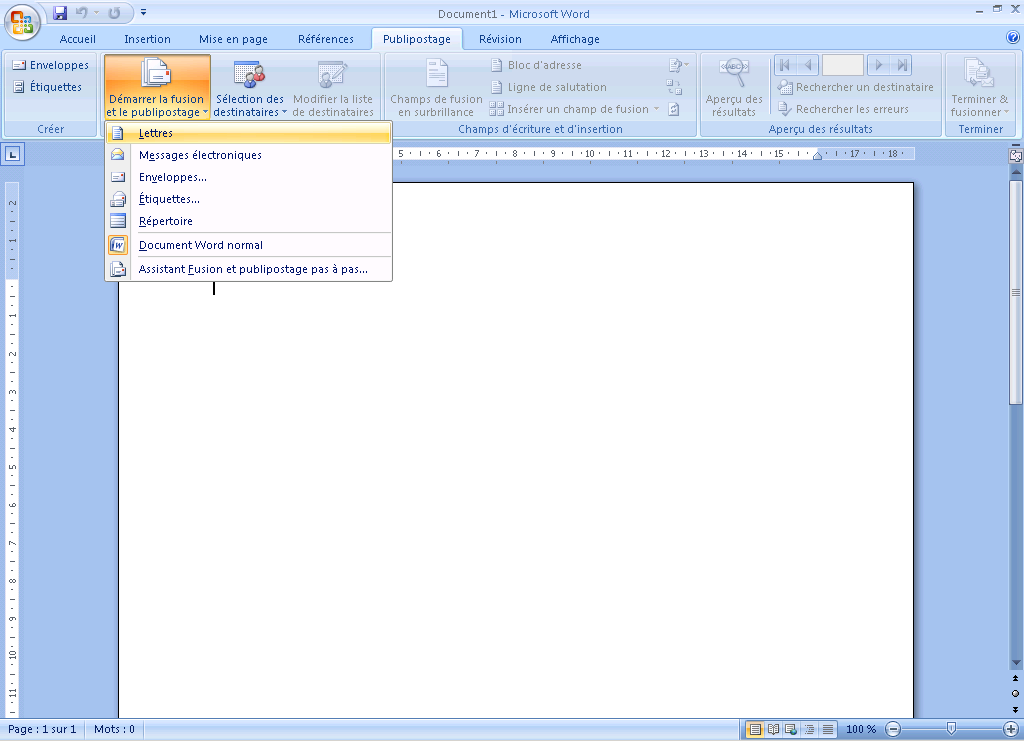 Document1 - Microsoft Word
Accueil Insertion Mise en page Références Publipostage Révision Affichage
Enveloppes
Étiquettes
Créer
Démarrer la fusion
et le publipostage
Sélection des
destinataires
Modifier la liste
de destinataires
Champs de fusion
en surbrillance
Bloc d'adresse
Ligne de salutation
Insérer un champ de fusion
Champs d'écriture et d'insertion
ABC
Aperçu des
résultats
Rechercher un destinataire
Rechercher les erreurs
Aperçu des résultats
Terminer &
fusionner
Terminer
Lettres
Messages électroniques
Enveloppes...
Étiquettes...
Répertoire
Document Word normal
Assistant Fusion et publipostage pas à pas...
5 6 7 8 9 10 11 12 13 14 15 17 18
2
1
1
2
3
4
5
6
7
8
9
10
11
Page : 1 sur 1 Mots : 0 100 %